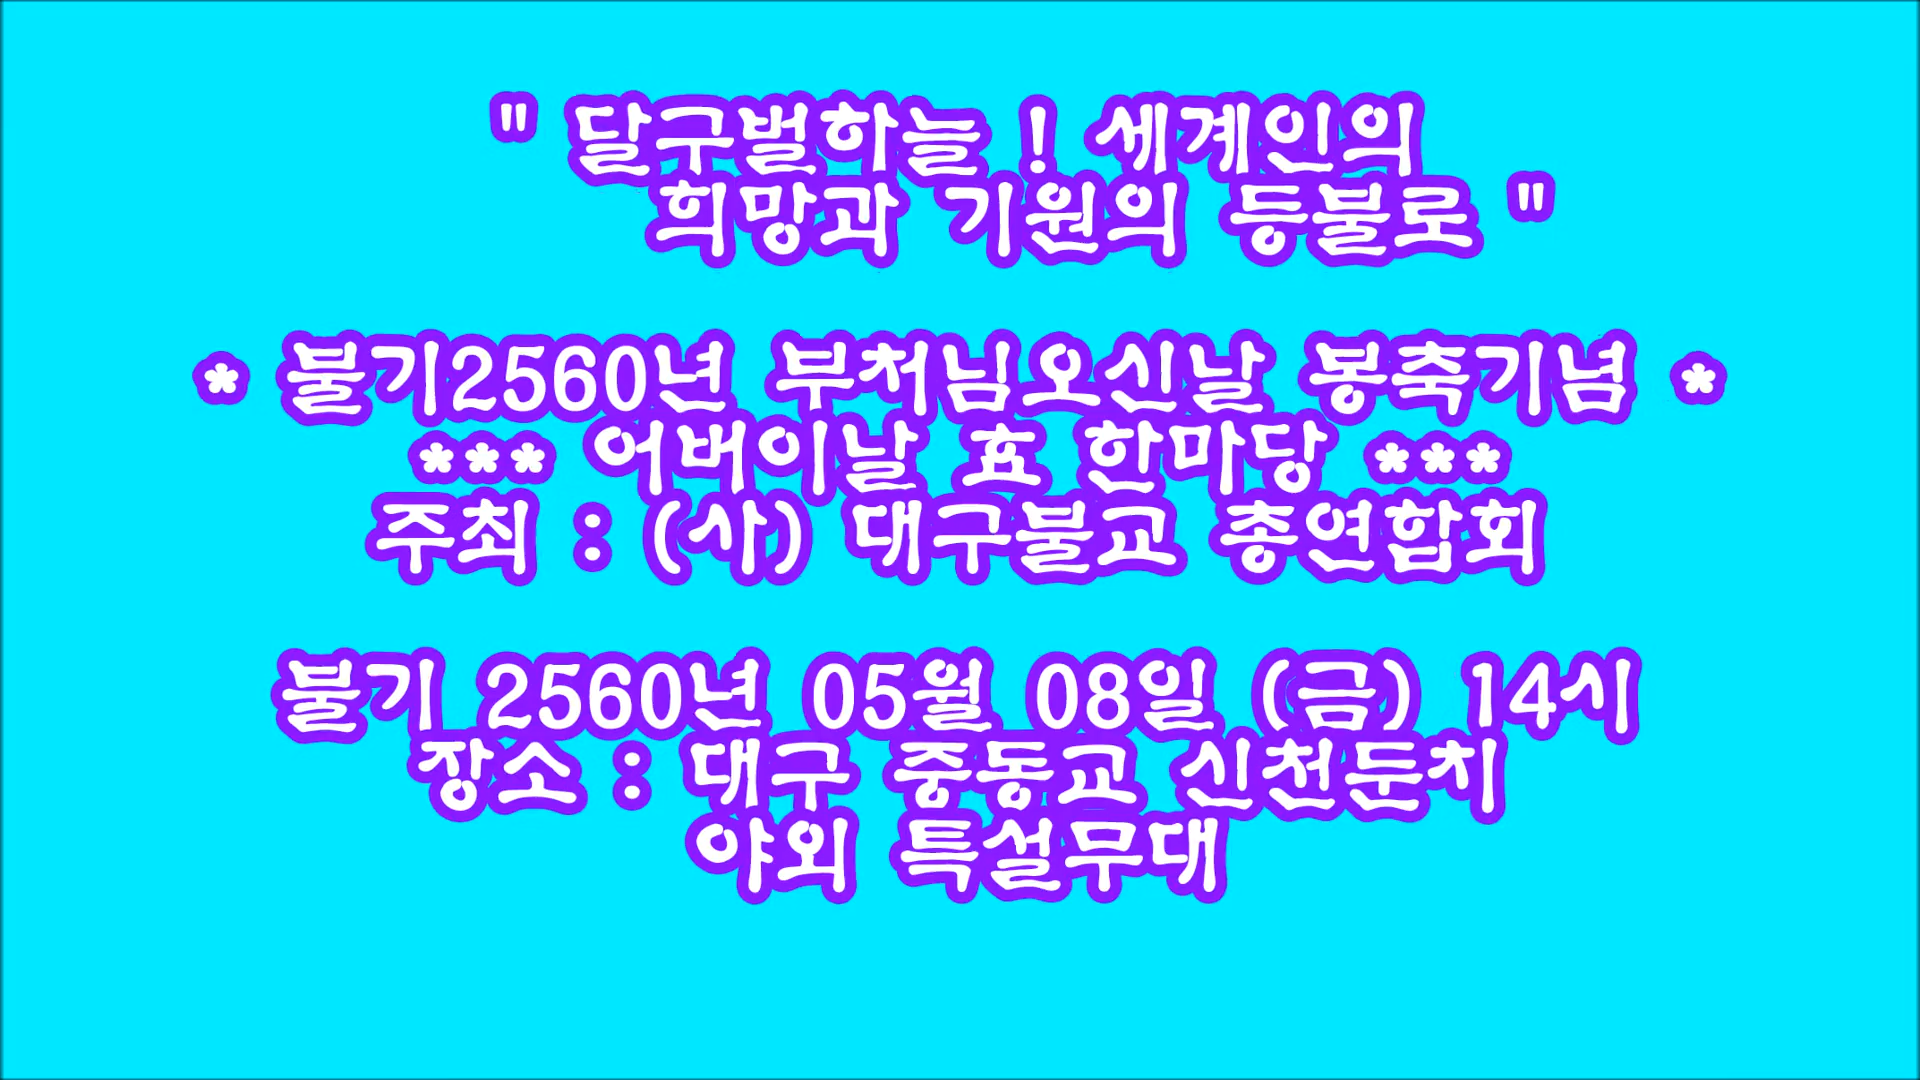 " 달구벌하늘 ! 세계인의
희망과 기원의 등불로 "
* 불기2560년 부처님오신날 봉축기념 *
*** 어버이날 효 한마당 ***
주최 : (사) 대구불교 총연합회
불기 2560년 05월 08일 (금) 14시
장소 : 대구 중동교 신천둔치
야외 특설무대